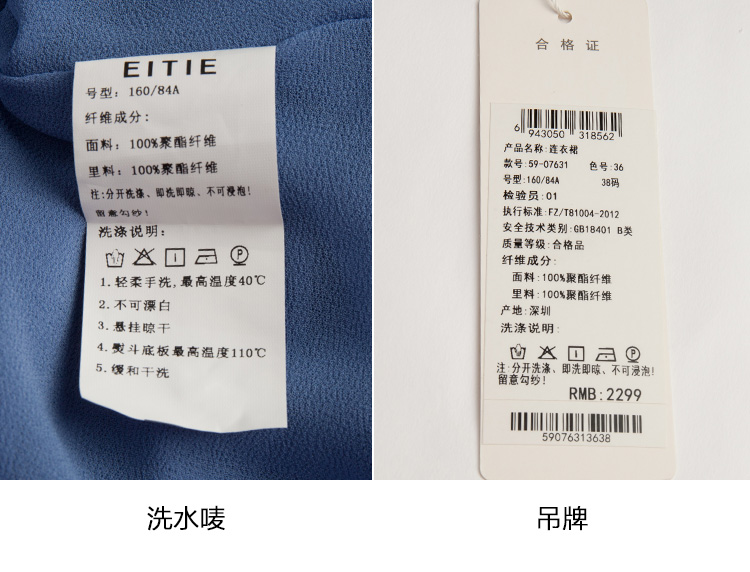 EITIE
号型: 160/84A
纤维成分:
面料: 100%聚酯纤维
里料: 100%聚酯纤维
注:分开洗涤、即洗即晾、不可浸泡!
留意勾纱!
洗涤说明:
1.轻柔手洗,最高温度40℃
2.不可漂白
3.悬挂晾干
4.熨斗底板最高温度110℃
5.缓和干洗
洗水唛
合格证
6 943050 318562
产品名称:连衣裙
款号:59-07631 色号:36
号型:160/84A 38码
检验员:01
执行标准:FZ/T81004-2012
安全技术类别:GB18401 B类
质量等级:合格品
纤维成分:
面料:100%聚酯纤维
里料:100%聚酯纤维
产地:深圳
洗涤说明:
注:分开洗涤、即洗即晾、不可浸泡!
留意勾纱!
RMB:2299
59076313638
吊牌